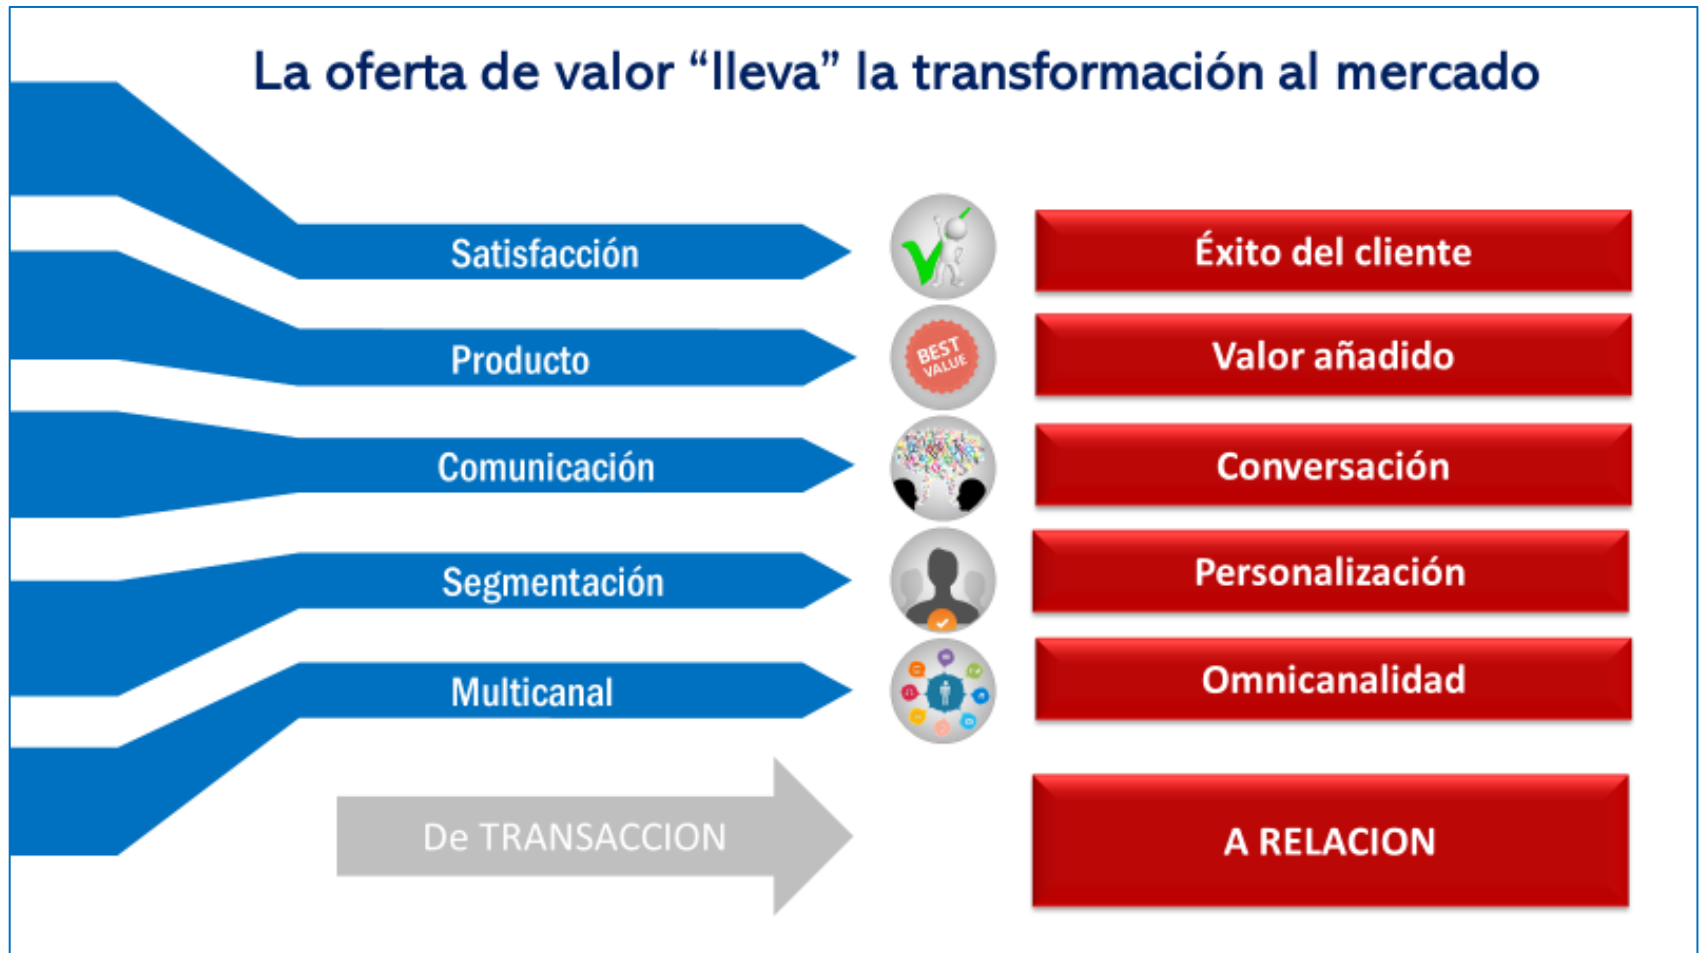 La oferta de valor “lleva” la transformación al mercado
Satisfacción
Éxito del cliente
Producto
BEST
VALUE
Valor añadido
Comunicación
Conversación
Segmentación
Personalización
Multicanal
Omnicanalidad
De TRANSACCION
A RELACION